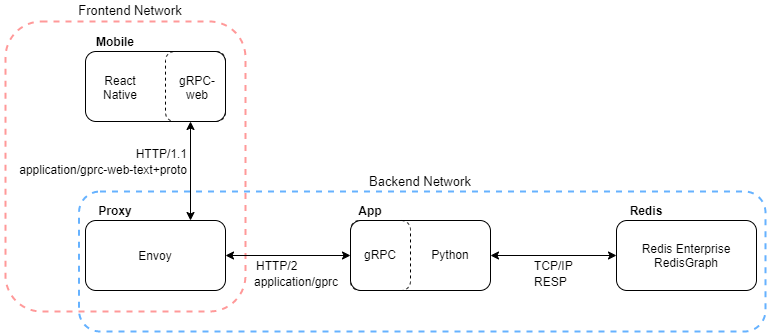 Frontend Network
Mobile
React
Native
gRPC-
web
HTTP/1.1
application/gprc-web-text+proto
Backend Network
Proxy
Envoy
HTTP/2
application/gprc
App
gRPC
Python
TCP/IP
RESP
Redis
Redis Enterprise
RedisGraph